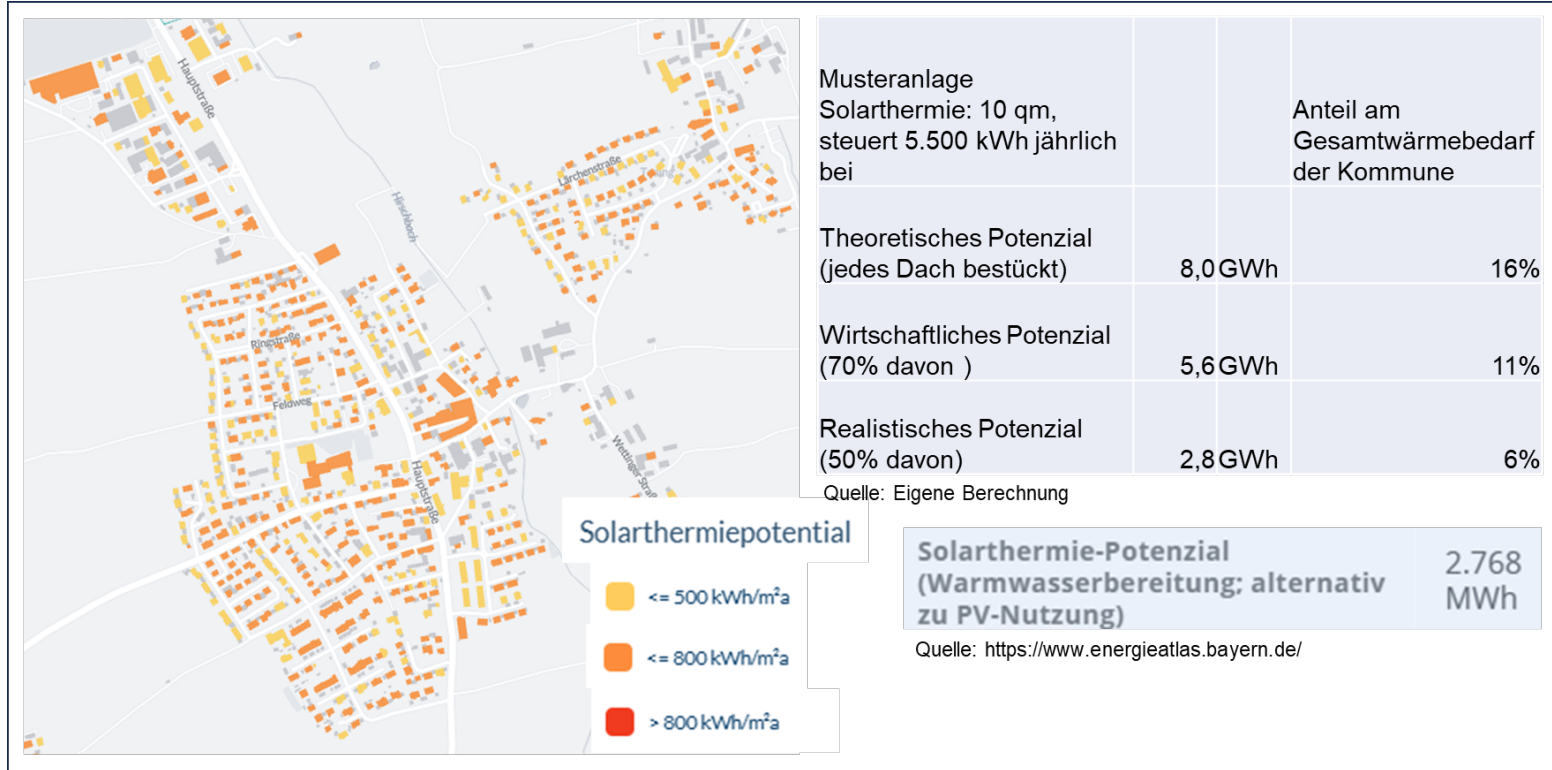 Hauptstraße
Lärchenstraße
Hirschbach
Ringstraße
Feldweg
Hauptstraße
Wettinger Straß
Solarthermiepotential
<= 500 kWh/m²a
<= 800 kWh/m²a
> 800 kWh/m²a
Musteranlage
Solarthermie: 10 qm,
steuert 5.500 kWh jährlich
bei
Anteil am
Gesamtwärmebedarf
der Kommune
Theoretisches Potenzial
(jedes Dach bestückt) 8,0 GWh 16%
Wirtschaftliches Potenzial
(70% davon ) 5,6 GWh 11%
Realistisches Potenzial
(50% davon) 2,8 GWh 6%
Quelle: Eigene Berechnung
Solarthermie-Potenzial
(Warmwasserbereitung; alternativ
zu PV-Nutzung)
2.768
MWh
Quelle: https://www.energieatlas.bayern.de/